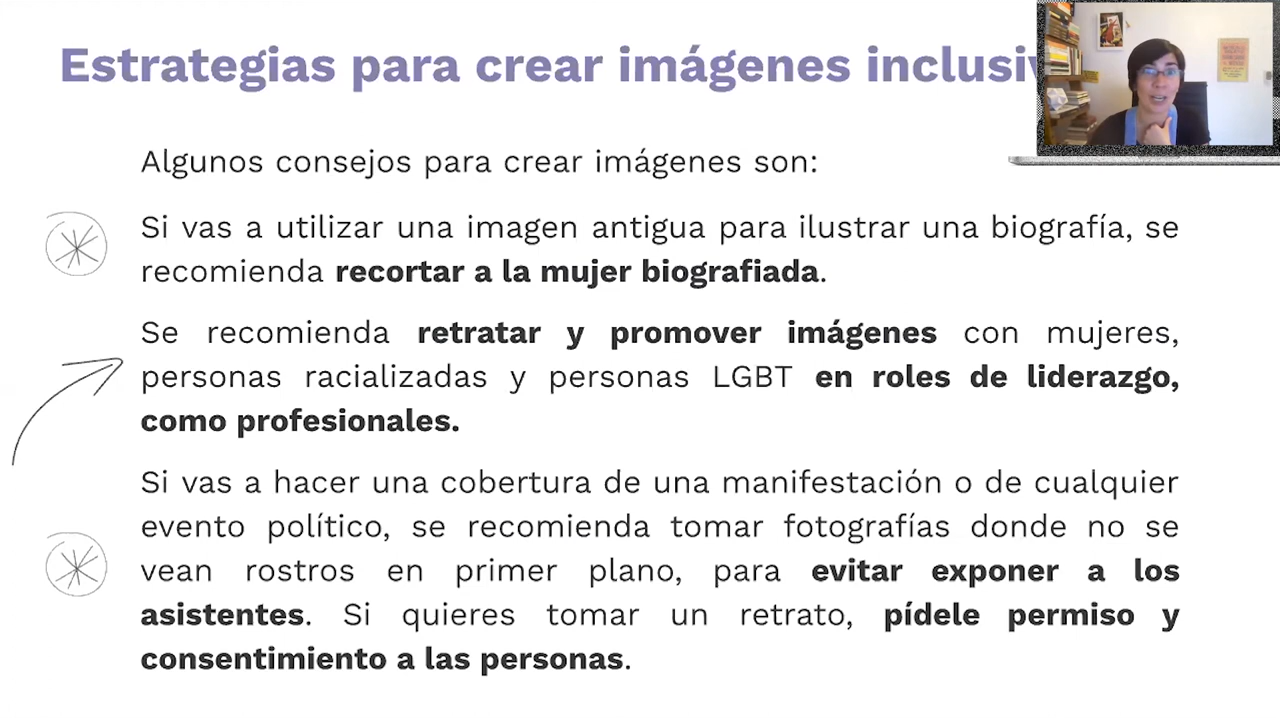 Estrategias para crear imágenes
Algunos consejos para crear imágenes son:
Si vas a utilizar una imagen antigua para ilustrar una biografía, se
recomienda recortar a la mujer biografiada.
Se recomienda retratar y promover imágenes con mujeres,
personas racializadas y personas LGBT en roles de liderazgo,
como profesionales.
Si vas a hacer una cobertura de una manifestación o de cualquier
evento político, se recomienda tomar fotografías donde no se
vean rostros en primer plano, para evitar exponer a los
asistentes. Si quieres tomar un retrato, pídele permiso y
consentimiento a las personas.